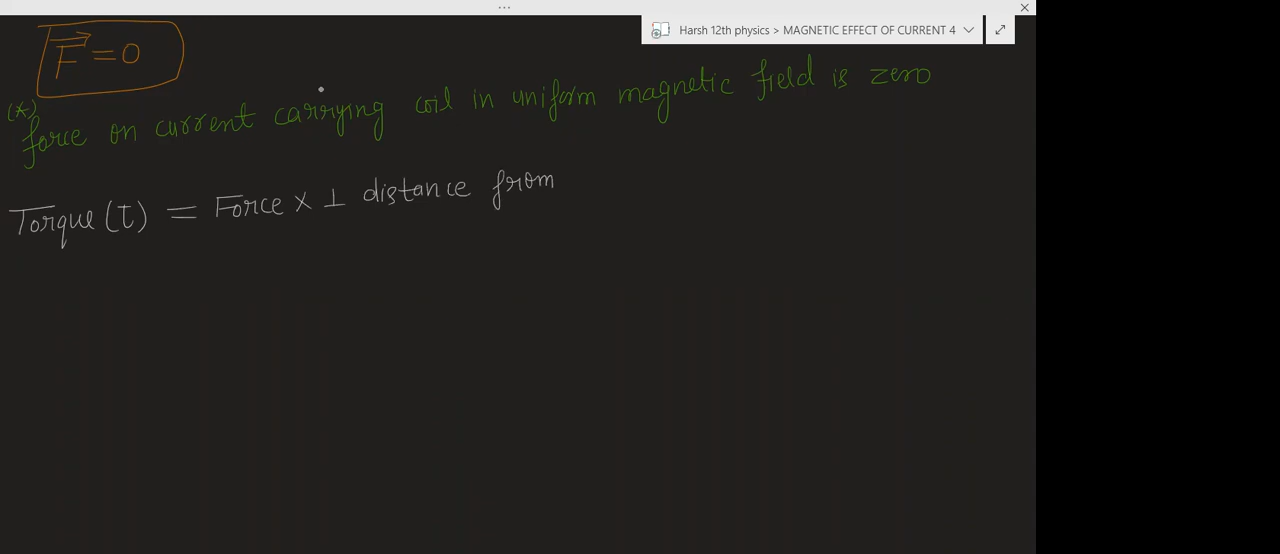 Harsh 12th physics > MAGNETIC EFFECT OF CURRENT 4
F = 0
(*)
force on current carrying coil in uniform magnetic field is zero
Torque (τ) = Force × ⊥ distance from